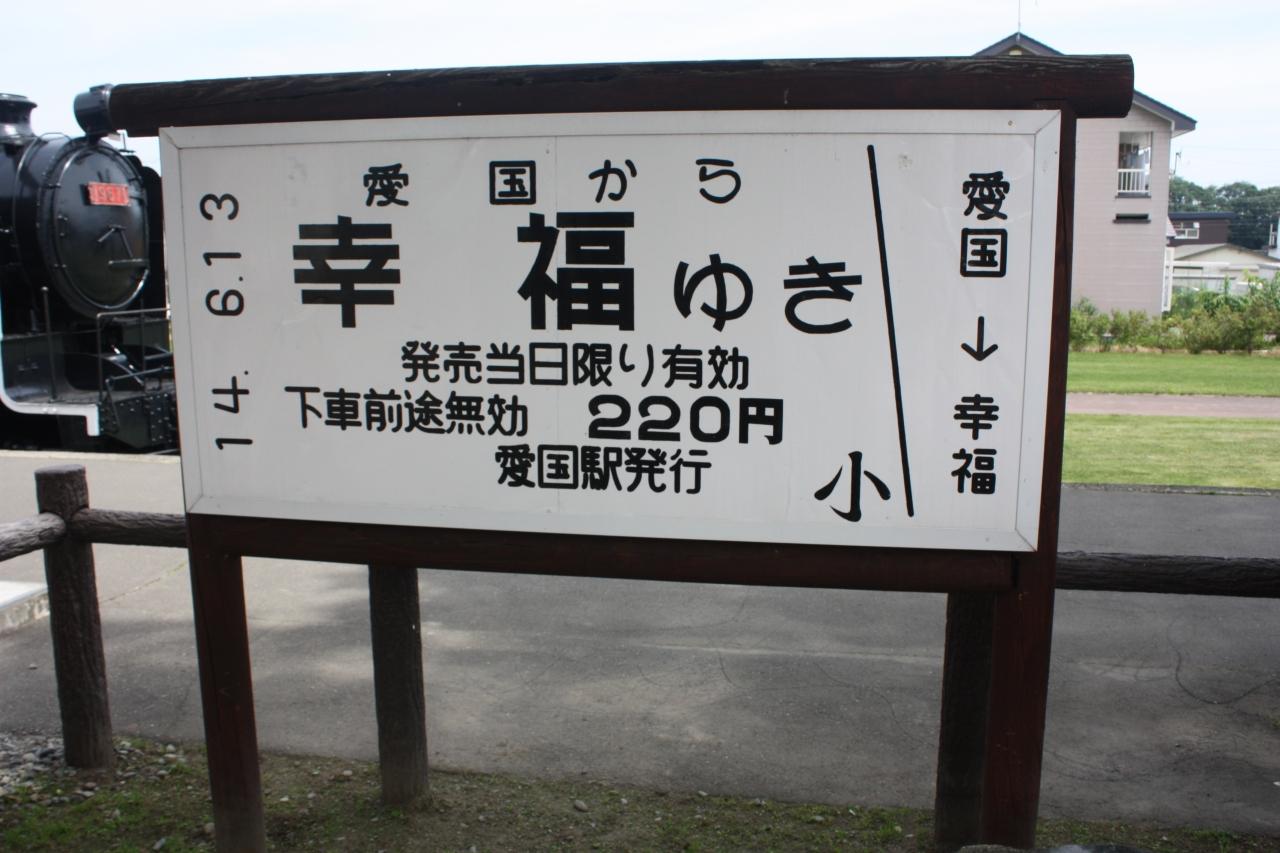 14. 6.13
愛国から
幸福ゆき
発売当日限り有効
下車前途無効 220円
愛国駅発行
小
愛国→幸福